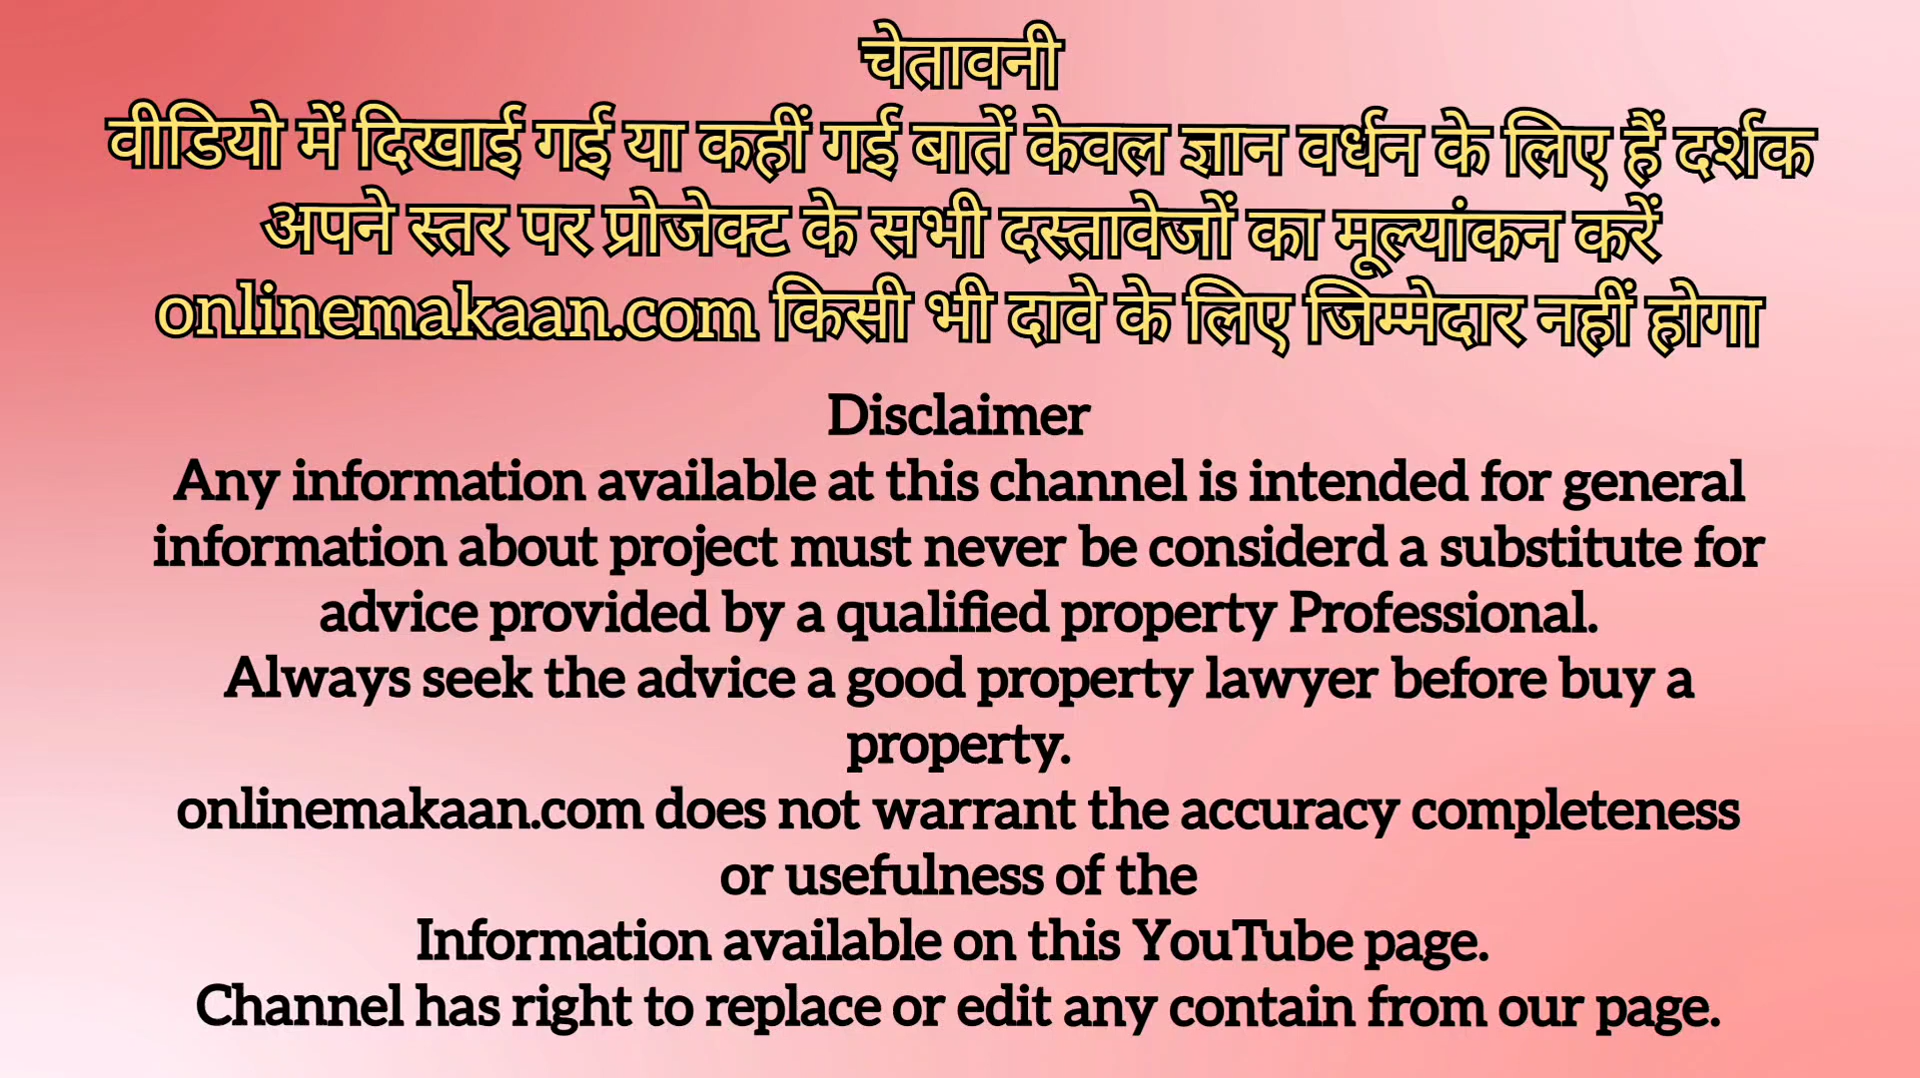 चेतावनी
वीडियो में दिखाई गई या कहीं गई बातें केवल ज्ञान वर्धन के लिए हैं दर्शक
अपने स्तर पर प्रोजेक्ट के सभी दस्तावेजों का मूल्यांकन करें
onlinemakaan.com किसी भी दावे के लिए जिम्मेदार नहीं होगा
Disclaimer
Any information available at this channel is intended for general
information about project must never be considerd a substitute for
advice provided by a qualified property Professional.
Always seek the advice a good property lawyer before buy a
property.
onlinemakaan.com does not warrant the accuracy completeness
or usefulness of the
Information available on this YouTube page.
Channel has right to replace or edit any contain from our page.